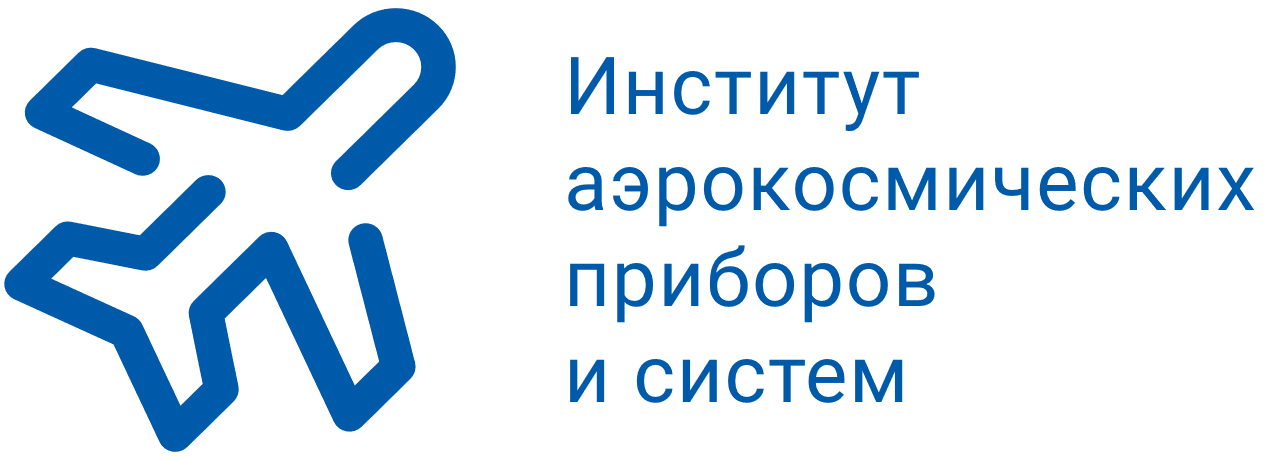 Институт
аэрокосмических
приборов
и систем